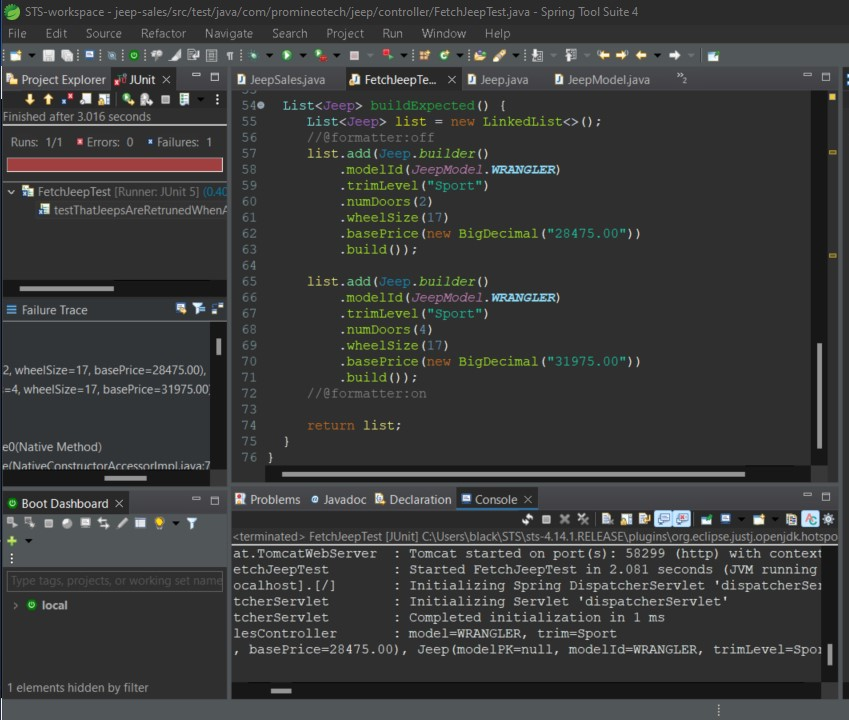 STS-workspace - jeep-sales/src/test/java/com/promineotech/jeep/controller/FetchJeepTest.java - Spring Tool Suite 4
File Edit Source Refactor Navigate Search Project Run Window Help
Project Explorer JUnit
Finished after 3.016 seconds
Runs: 1/1 Errors: 0 Failures: 1
FetchJeepTest [Runner: JUnit 5] (0.40
testThatJeepsAreRetrunedWhenA
Failure Trace
2, wheelSize=17, basePrice=28475.00),
=4, wheelSize=17, basePrice=31975.00)
e0(Native Method)
e(NativeConstructorAccessorImpl.java:7
Boot Dashboard
Type tags, projects, or working set name
local
1 elements hidden by filter
JeepSales.java FetchJeepTe... Jeep.java JeepModel.java »2
53
54 List<Jeep> buildExpected() {
55 List<Jeep> list = new LinkedList<>();
56 //@formatter:off
57 list.add(Jeep.builder()
58 .modelId(JeepModel.WRANGLER)
59 .trimLevel("Sport")
60 .numDoors(2)
61 .wheelSize(17)
62 .basePrice(new BigDecimal("28475.00"))
63 .build());
64
65 list.add(Jeep.builder()
66 .modelId(JeepModel.WRANGLER)
67 .trimLevel("Sport")
68 .numDoors(4)
69 .wheelSize(17)
70 .basePrice(new BigDecimal("31975.00"))
71 .build());
72 //@formatter:on
73
74 return list;
75 }
76 }
Problems Javadoc Declaration Console
<terminated> FetchJeepTest [JUnit] C:\Users\black\STS\sts-4.14.1.RELEASE\plugins\org.eclipse.justj.openjdk.hotspo
at.TomcatWebServer : Tomcat started on port(s): 58299 (http) with context
etchJeepTest : Started FetchJeepTest in 2.081 seconds (JVM running
ocalhost].[/] : Initializing Spring DispatcherServlet 'dispatcherSe
tcherServlet : Initializing Servlet 'dispatcherServlet'
tcherServlet : Completed initialization in 1 ms
lesController : model=WRANGLER, trim=Sport
, basePrice=28475.00), Jeep(modelPK=null, modelId=WRANGLER, trimLevel=Spor